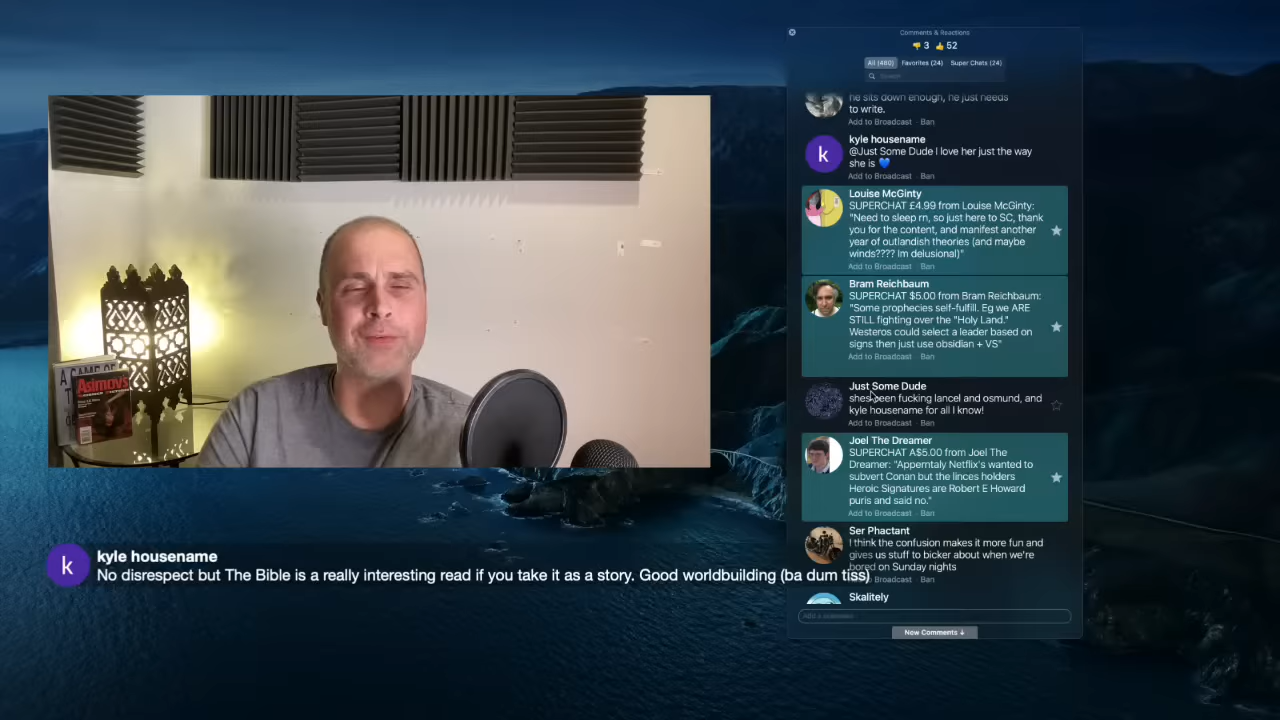 Comments & Reactions
👎 3 👍 52
All (460) Favorites (24) Super Chats (24)
Search
he sits down enough, he just needs
to write.
Add to Broadcast · Ban
k
kyle housename
@Just Some Dude I love her just the way
she is 💙
Add to Broadcast · Ban
Louise McGinty
SUPERCHAT £4.99 from Louise McGinty:
"Need to sleep rn, so just here to SC, thank
you for the content, and manifest another
year of outlandish theories (and maybe
winds???? Im delusional)"
Add to Broadcast · Ban
Bram Reichbaum
SUPERCHAT $5.00 from Bram Reichbaum:
"Some prophecies self-fulfill. Eg we ARE
STILL fighting over the "Holy Land."
Westeros could select a leader based on
signs then just use obsidian + VS"
Add to Broadcast · Ban
Just Some Dude
shes been fucking lancel and osmund, and
kyle housename for all I know!
Add to Broadcast · Ban
Joel The Dreamer
SUPERCHAT A$5.00 from Joel The
Dreamer: "Apperntaly Netflix's wanted to
subvert Conan but the linces holders
Heroic Signatures are Robert E Howard
puris and said no."
Add to Broadcast · Ban
Ser Phactant
I think the confusion makes it more fun and
gives us stuff to bicker about when we're
bored on Sunday nights
Add to Broadcast · Ban
Skalitely
Add a comment
New Comments ↓
A GAME OF
Asimov's
k
kyle housename
No disrespect but The Bible is a really interesting read if you take it as a story. Good worldbuilding (ba dum tiss)